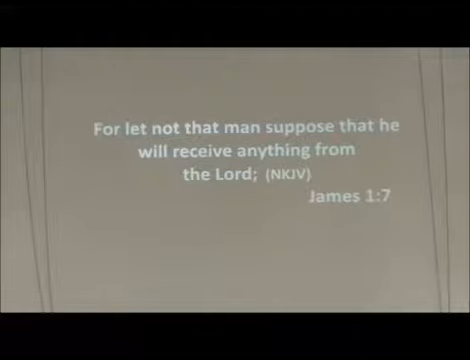 For let not that man suppose that he
will receive anything from
the Lord; (NKJV)
James 1:7